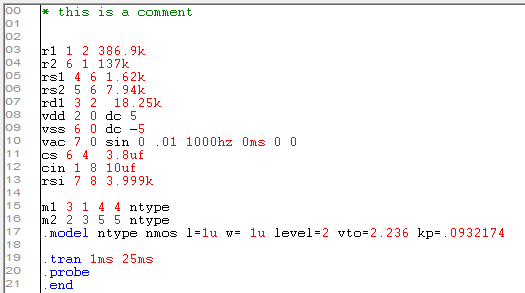 00 * this is a comment
01
02
03 r1 1 2 386.9k
04 r2 6 1 137k
05 rs1 4 6 1.62k
06 rs2 5 6 7.94k
07 rd1 3 2  18.25k
08 vdd 2 0 dc 5
09 vss 6 0 dc -5
10 vac 7 0 sin 0 .01 1000hz 0ms 0 0
11 cs 6 4  3.8uf
12 cin 1 8 10uf
13 rsi 7 8 3.999k
14
15 m1 3 1 4 4 ntype
16 m2 2 3 5 5 ntype
17 .model ntype nmos l=1u w= 1u level=2 vto=2.236 kp=.0932174
18
19 .tran 1ms 25ms
20 .probe
21 .end